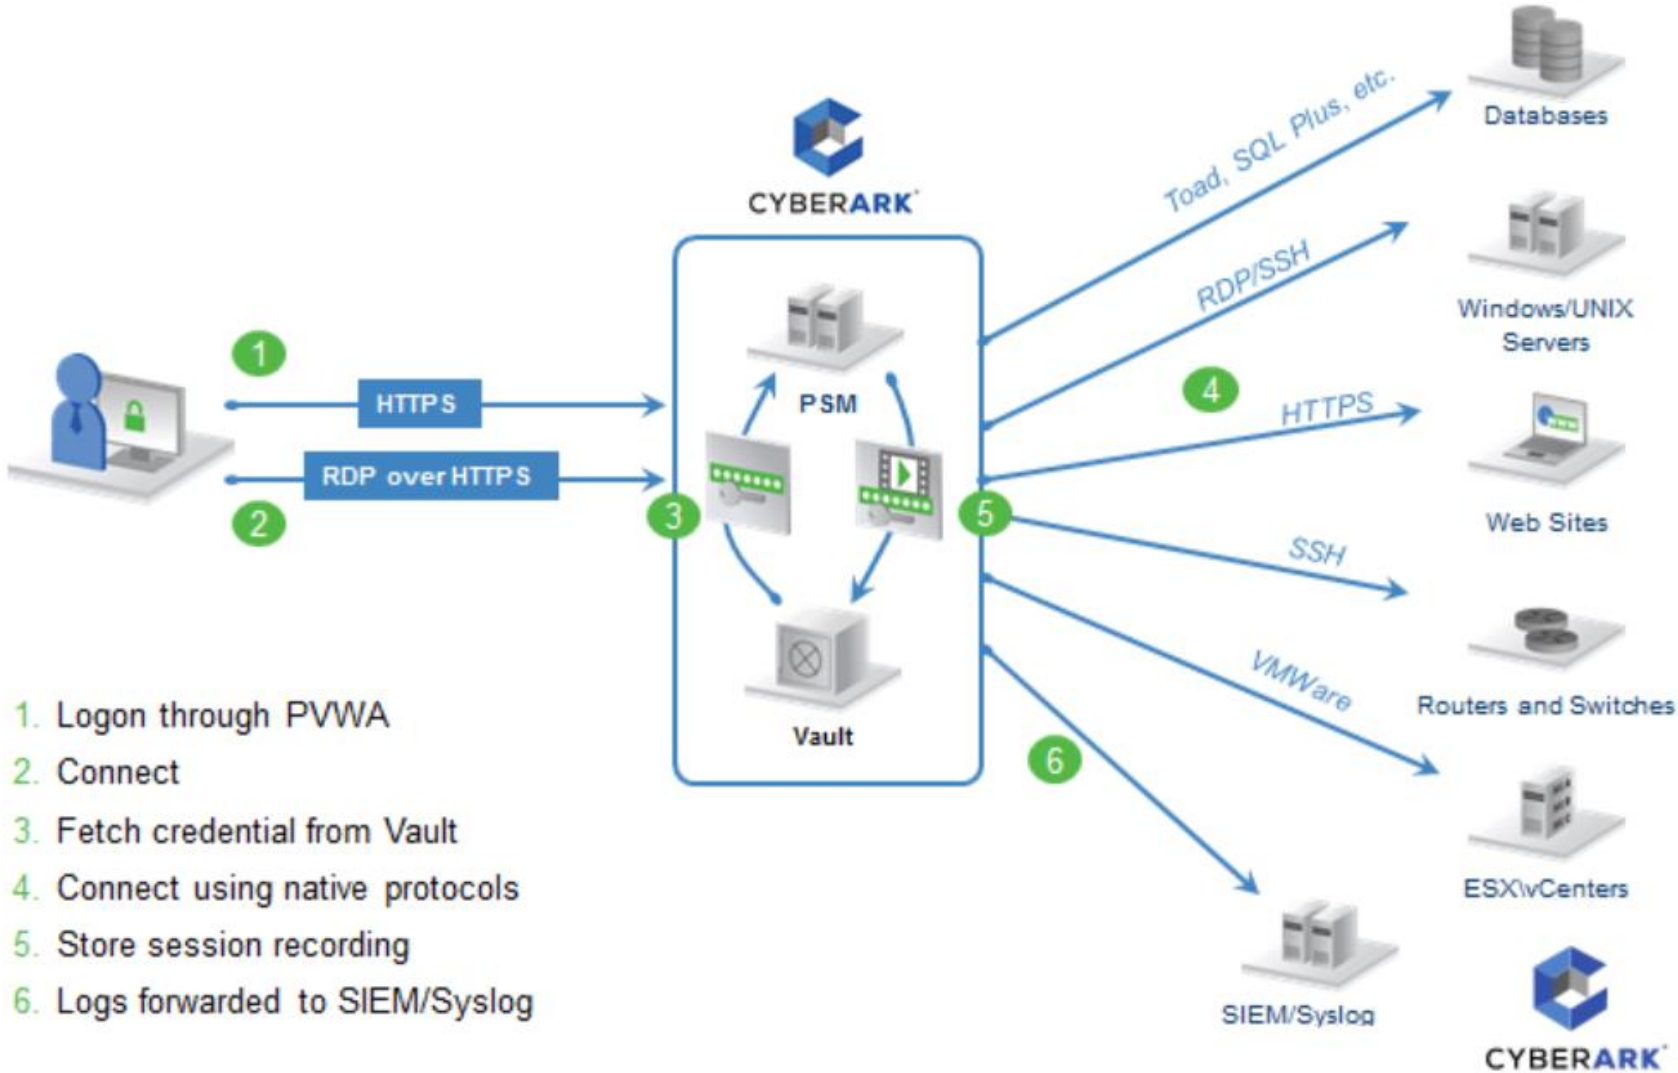 CYBERARK
Databases
Toad, SQL Plus, etc.
RDP/SSH
Windows/UNIX
Servers
1
HTTPS
PSM
4
HTTPS
RDP over HTTPS
2
3
5
Web Sites
SSH
VMWare
Routers and Switches
Vault
6
1. Logon through PVWA
2. Connect
3. Fetch credential from Vault
4. Connect using native protocols
5. Store session recording
6. Logs forwarded to SIEM/Syslog
ESX\vCenters
SIEM/Syslog
CYBERARK